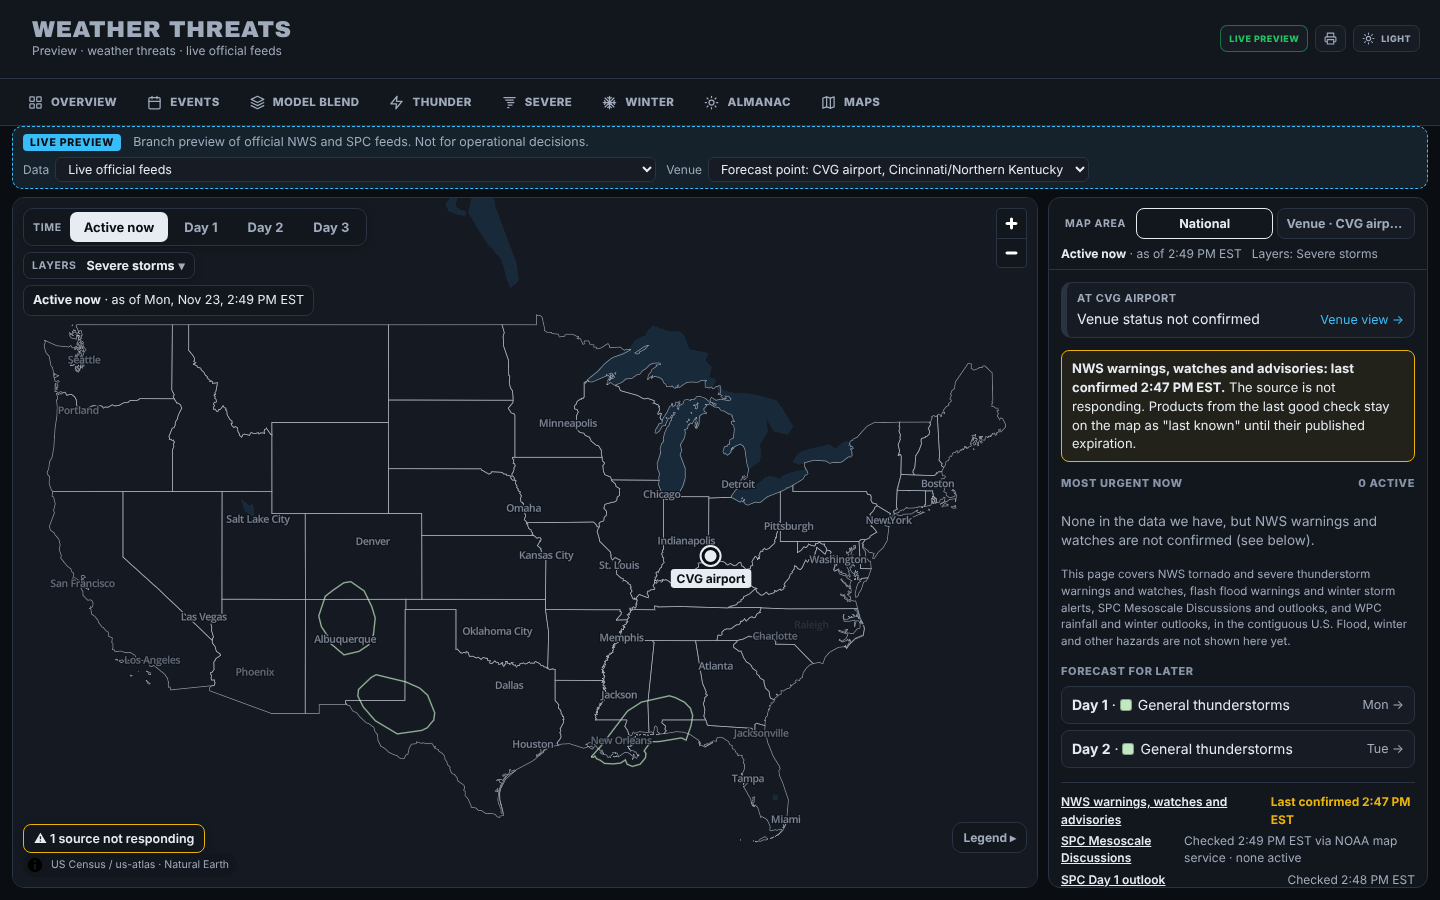 WEATHER THREATS
Preview · weather threats · live official feeds
LIVE PREVIEW
LIGHT
OVERVIEW
EVENTS
MODEL BLEND
THUNDER
SEVERE
WINTER
ALMANAC
MAPS
LIVE PREVIEW
Branch preview of official NWS and SPC feeds. Not for operational decisions.
Data
Live official feeds
Venue
Forecast point: CVG airport, Cincinnati/Northern Kentucky
TIME
Active now
Day 1
Day 2
Day 3
LAYERS
Severe storms ▾
Active now · as of Mon, Nov 23, 2:49 PM EST
+
−
Seattle
Portland
Minneapolis
Boston
Chicago
Detroit
Omaha
Salt Lake City
New York
Pittsburgh
Denver
Indianapolis
Kansas City
St. Louis
Washington
CVG airport
San Francisco
Las Vegas
Albuquerque
Oklahoma City
Memphis
Raleigh
Charlotte
Los Angeles
Phoenix
Atlanta
Dallas
Jackson
Houston
New Orleans
Jacksonville
Tampa
Miami
⚠ 1 source not responding
US Census / us-atlas · Natural Earth
Legend ▸
MAP AREA
National
Venue · CVG airp...
Active now · as of 2:49 PM EST Layers: Severe storms
AT CVG AIRPORT
Venue status not confirmed
Venue view →
NWS warnings, watches and advisories: last
confirmed 2:47 PM EST. The source is not
responding. Products from the last good check stay
on the map as "last known" until their published
expiration.
MOST URGENT NOW
0 ACTIVE
None in the data we have, but NWS warnings and
watches are not confirmed (see below).
This page covers NWS tornado and severe thunderstorm
warnings and watches, flash flood warnings and winter storm
alerts, SPC Mesoscale Discussions and outlooks, and WPC
rainfall and winter outlooks, in the contiguous U.S. Flood, winter
and other hazards are not shown here yet.
FORECAST FOR LATER
Day 1 · General thunderstorms
Mon →
Day 2 · General thunderstorms
Tue →
NWS warnings, watches and
advisories
Last confirmed 2:47 PM
EST
SPC Mesoscale
Discussions
Checked 2:49 PM EST via NOAA map
service · none active
SPC Day 1 outlook
Checked 2:48 PM EST